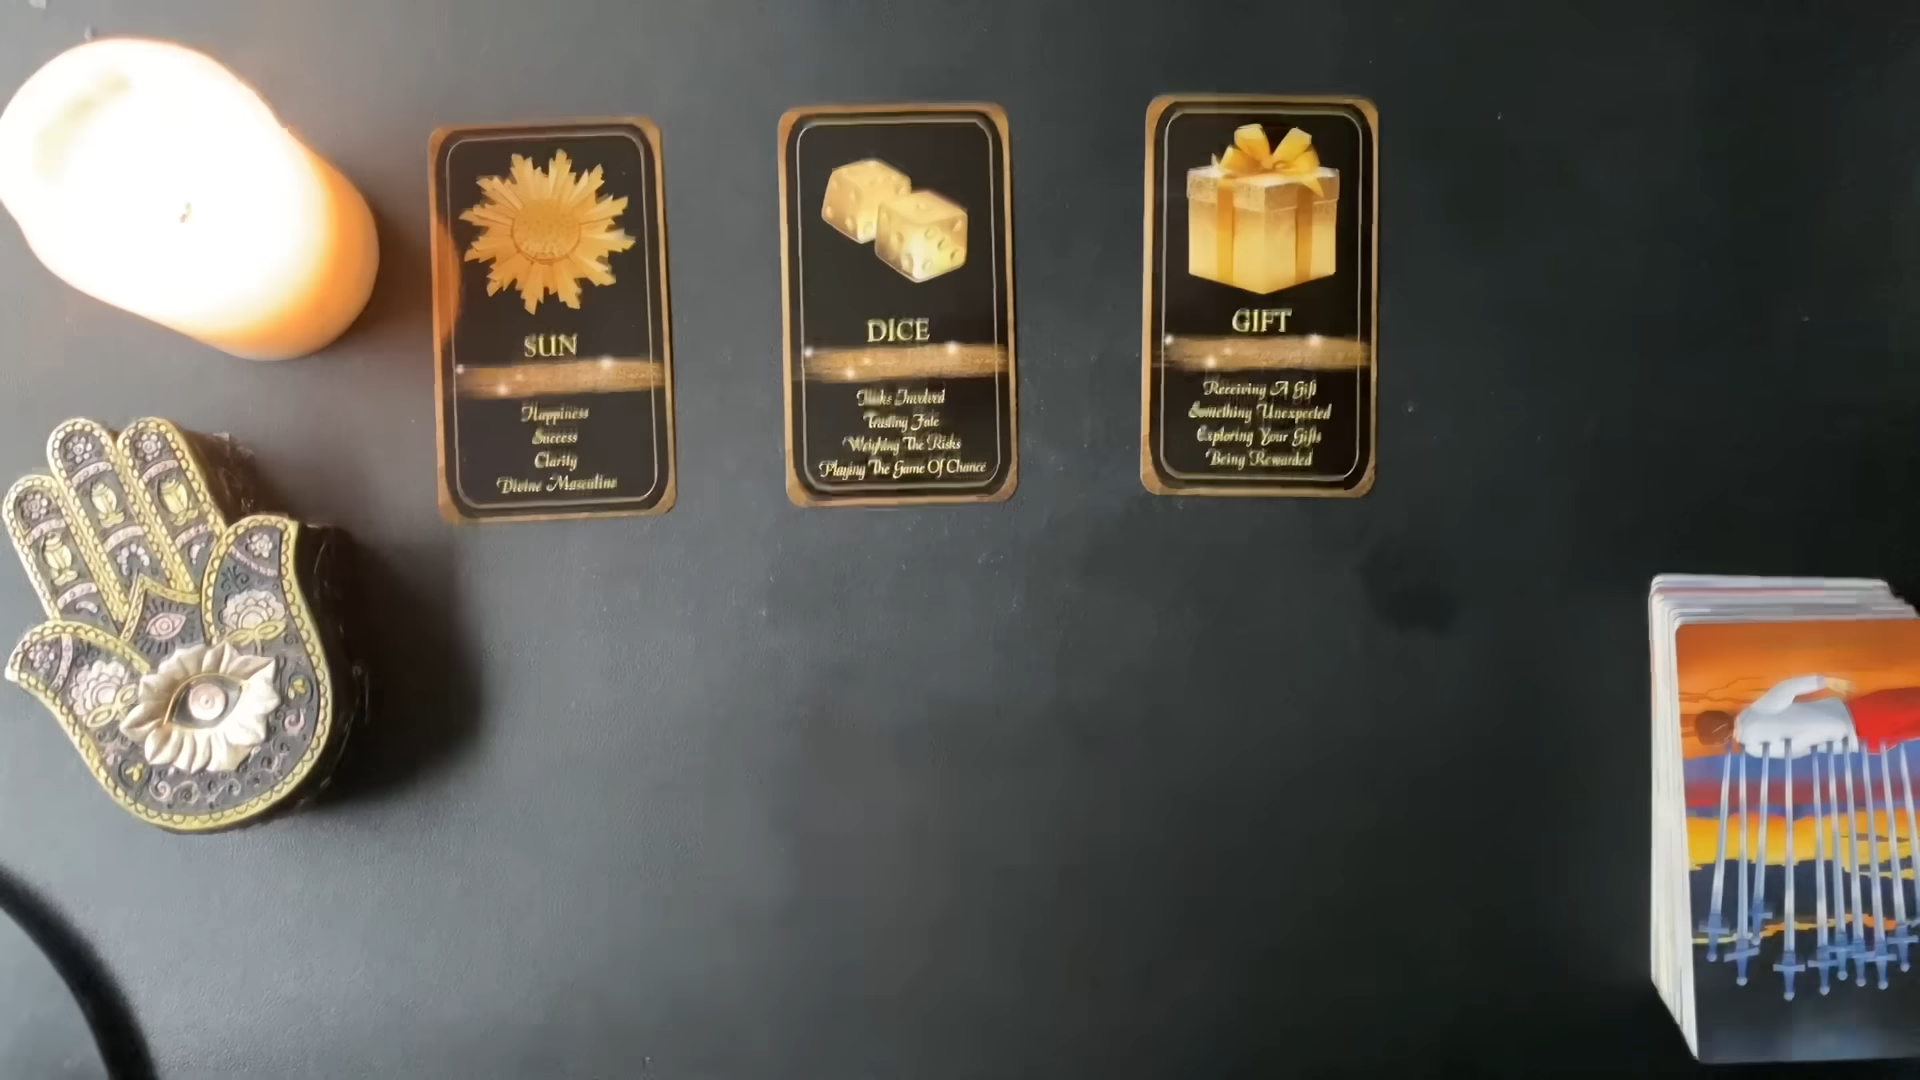 SUN
Happiness
Success
Clarity
Divine Masculine
DICE
Risks Involved
Trusting Fate
Weighing The Risks
Playing The Game Of Chance
GIFT
Receiving A Gift
Something Unexpected
Exploring Your Gifts
Being Rewarded